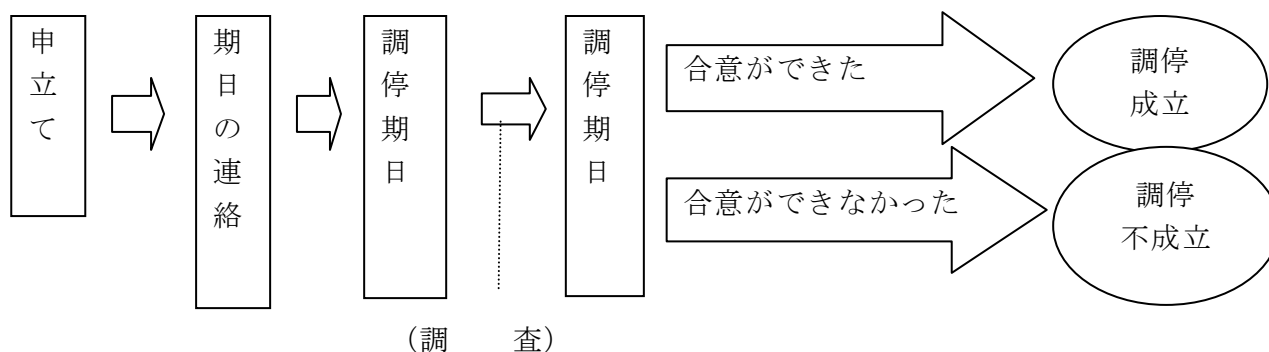 申立て
期日の連絡
調停期日
調停期日
合意ができた
調停
成立
合意ができなかった
調停
不成立
（調　　査）